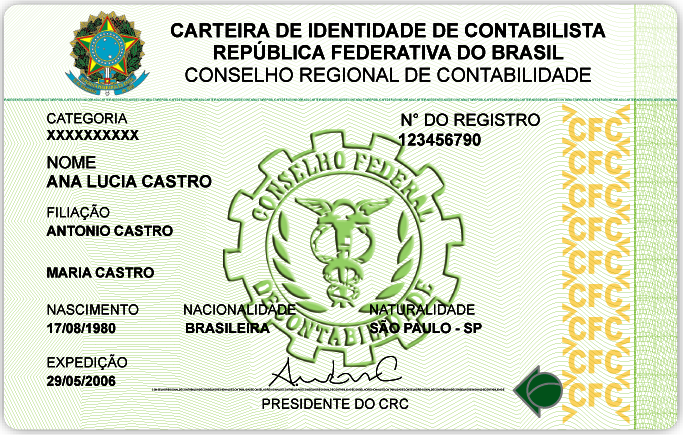 CARTEIRA DE IDENTIDADE DE CONTABILISTA
REPÚBLICA FEDERATIVA DO BRASIL
CONSELHO REGIONAL DE CONTABILIDADE
CATEGORIA
XXXXXXXXXX
N° DO REGISTRO
123456790
NOME
ANA LUCIA CASTRO
FILIAÇÃO
ANTONIO CASTRO
MARIA CASTRO
CONSELHO FEDERAL
DE CONTABILIDADE
NASCIMENTO NACIONALIDADE NATURALIDADE
17/08/1980 BRASILEIRA SÃO PAULO - SP
EXPEDIÇÃO
29/05/2006
PRESIDENTE DO CRC
CFC
CFC
CFC
CFC
CFC
CFC
CFC
CFC
CFC
CFC